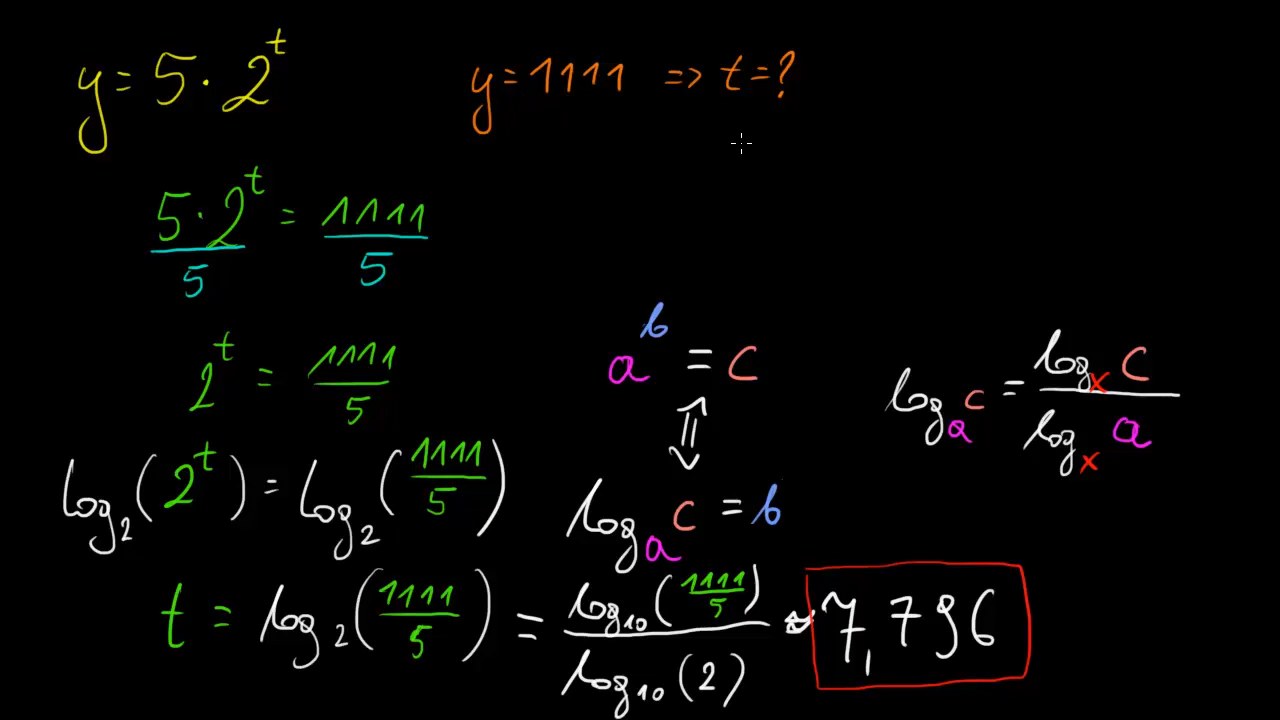 y = 5 · 2^t
y = 1111 => t = ?
5 · 2^t / 5 = 1111 / 5
2^t = 1111 / 5
a^b = c
⇕
log_a c = b
log_a c = log_x c / log_x a
log_2 (2^t) = log_2 (1111 / 5)
t = log_2 (1111 / 5) = log_10 (1111 / 5) / log_10 (2) ≈ 7,796